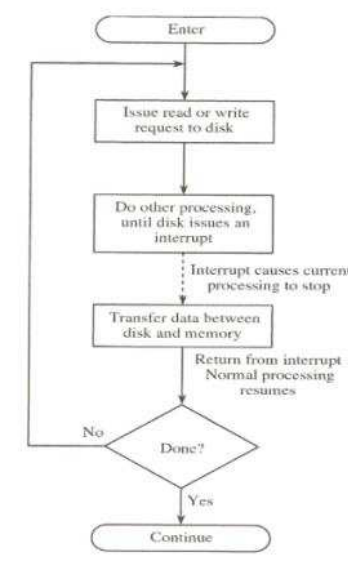 Enter
Issue read or write
request to disk
Do other processing,
until disk issues an
interrupt
Interrupt causes current
processing to stop
Transfer data between
disk and memory
Return from interrupt
Normal processing
resumes
No
Done?
Yes
Continue